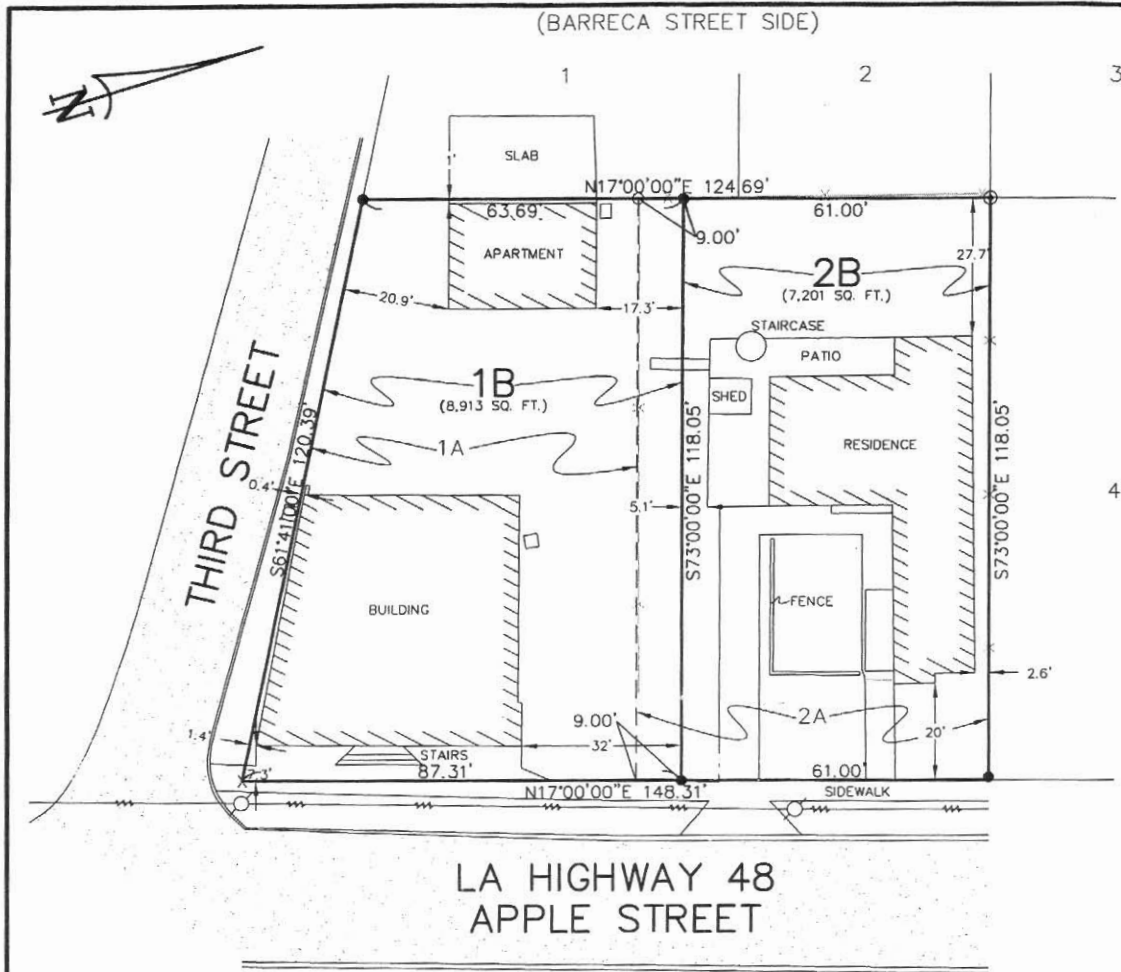 (BARRECA STREET SIDE)
1
2
3
N
SLAB
1'
N17°00'00"E 124.69'
63.69'
61.00'
9.00'
APARTMENT
27.7'
2B
(7,201 SQ. FT.)
20.9'
17.3'
STAIRCASE
PATIO
1B
(8,913 SQ. FT.)
SHED
THIRD STREET
S61°41'00"E 120.39'
1A
RESIDENCE
S73°00'00"E 118.05'
S73°00'00"E 118.05'
0.4'
5.1'
4
BUILDING
FENCE
2.6'
9.00'
2A
20'
1.4'
STAIRS
32'
87.31'
61.00'
N17°00'00"E 148.31'
SIDEWALK
LA HIGHWAY 48
APPLE STREET